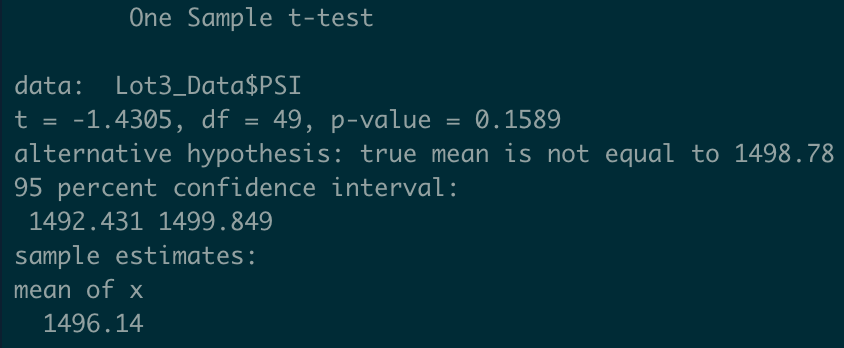 One Sample t-test
data:  Lot3_Data$PSI
t = -1.4305, df = 49, p-value = 0.1589
alternative hypothesis: true mean is not equal to 1498.78
95 percent confidence interval:
1492.431 1499.849
sample estimates:
mean of x
1496.14